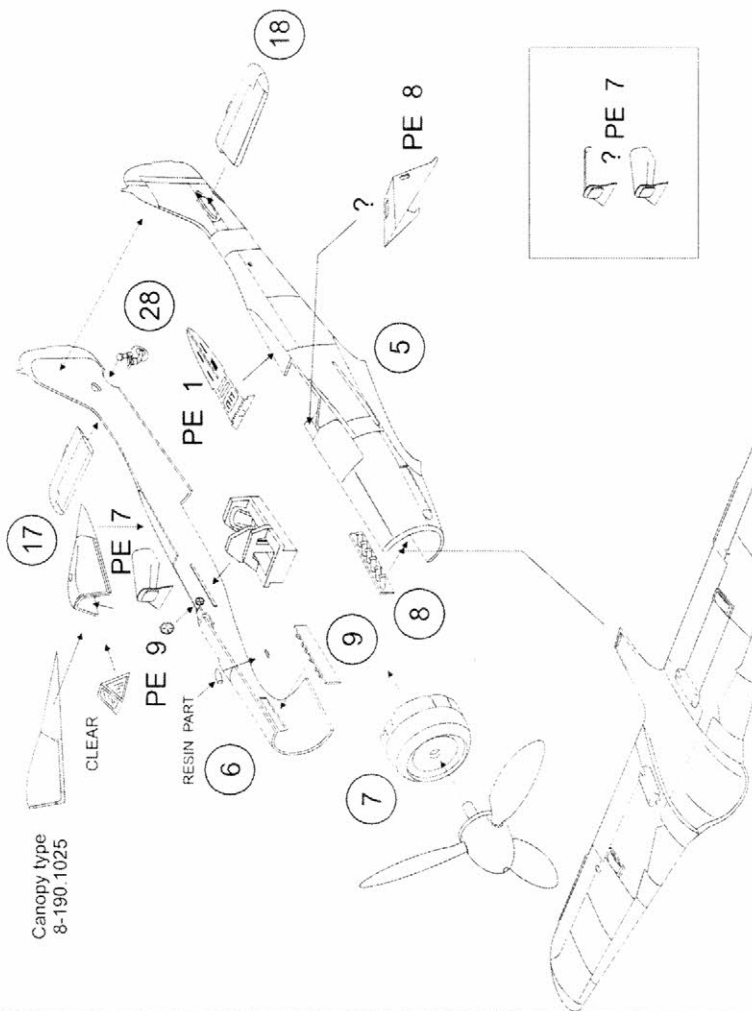 Canopy type
8-190.1025
CLEAR
17
PE 7
PE 9
RESIN PART
6
28
PE 1
9
8
7
5
18
?
PE 8
? PE 7